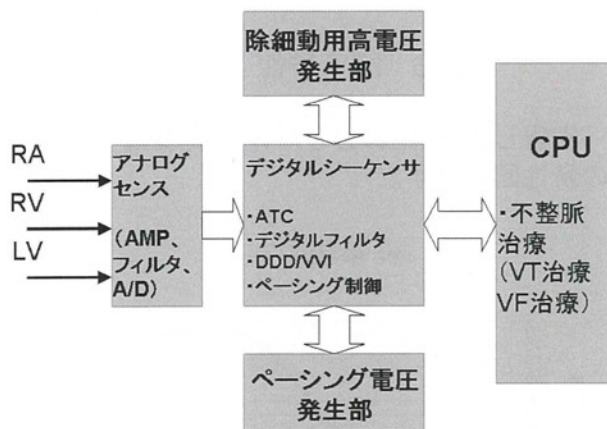 除細動用高電圧
発生部
RA
RV
LV
アナログ
センス
（AMP、
フィルタ、
A/D）
デジタルシーケンサ
・ATC
・デジタルフィルタ
・DDD/VVI
・ペーシング制御
CPU
・不整脈
治療
（VT治療
VF治療）
ペーシング電圧
発生部